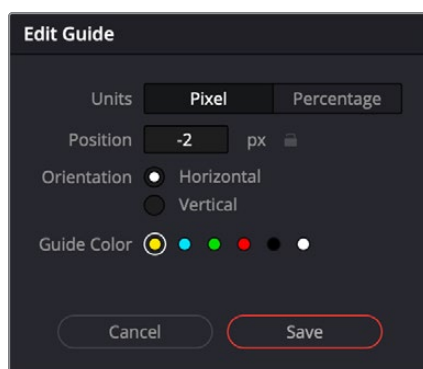 Edit Guide
Units Pixel Percentage
Position -2 px
Orientation Horizontal
Vertical
Guide Color
Cancel Save